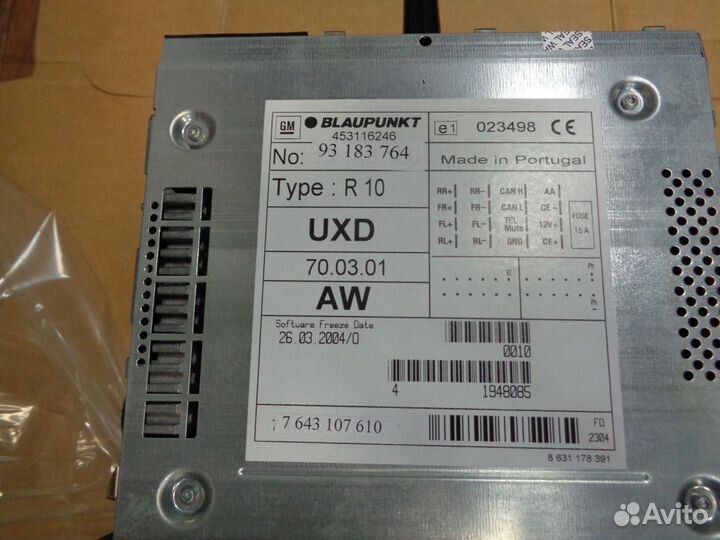 SEAL
GM BLAUPUNKT
453116246
e1 023498 CE
No: 93 183 764
Made in Portugal
Type : R 10
RR+ RR- CAN H AA
FR+ FR- CAN L CE-
FL+ FL- TEL Mute 12V+
RL+ RL- GND CE+
FUSE
15 A
UXD
70.03.01
AW
Ph
+
Ph
-
Software Freeze Date
26.03.2004/0
0010
4 1948085
7 643 107 610
FD
2304
8 631 178 391
Avito